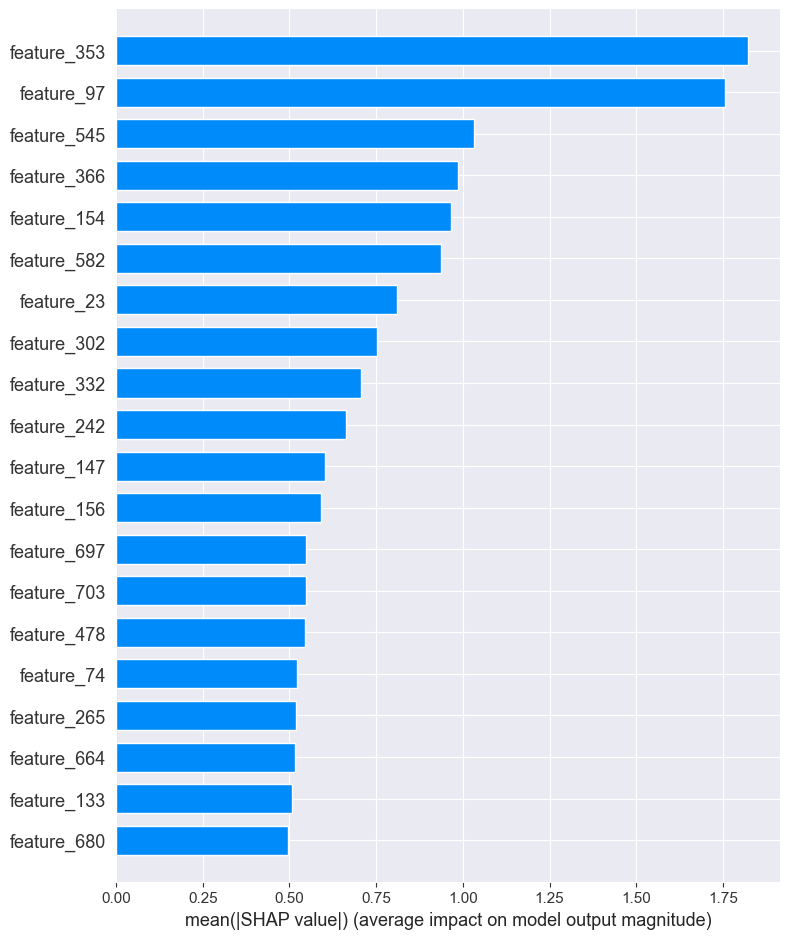 feature_353
feature_97
feature_545
feature_366
feature_154
feature_582
feature_23
feature_302
feature_332
feature_242
feature_147
feature_156
feature_697
feature_703
feature_478
feature_74
feature_265
feature_664
feature_133
feature_680
0.00 0.25 0.50 0.75 1.00 1.25 1.50 1.75
mean(|SHAP value|) (average impact on model output magnitude)